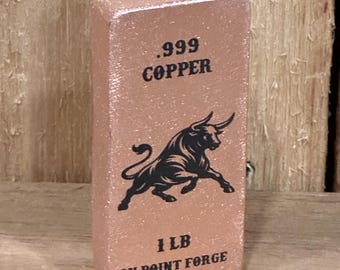 .999
COPPER
1 LB
POINT FORGE